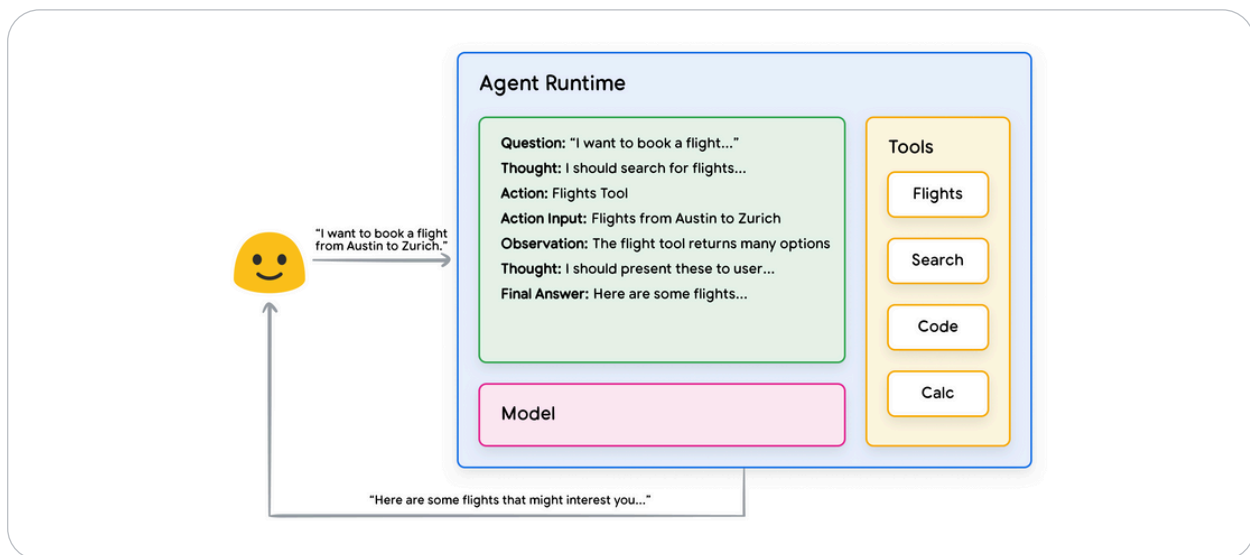 Agent Runtime
Question: “I want to book a flight...”
Thought: I should search for flights...
Action: Flights Tool
Action Input: Flights from Austin to Zurich
Observation: The flight tool returns many options
Thought: I should present these to user...
Final Answer: Here are some flights...
Model
Tools
Flights
Search
Code
Calc
“I want to book a flight
from Austin to Zurich.”
“Here are some flights that might interest you...”